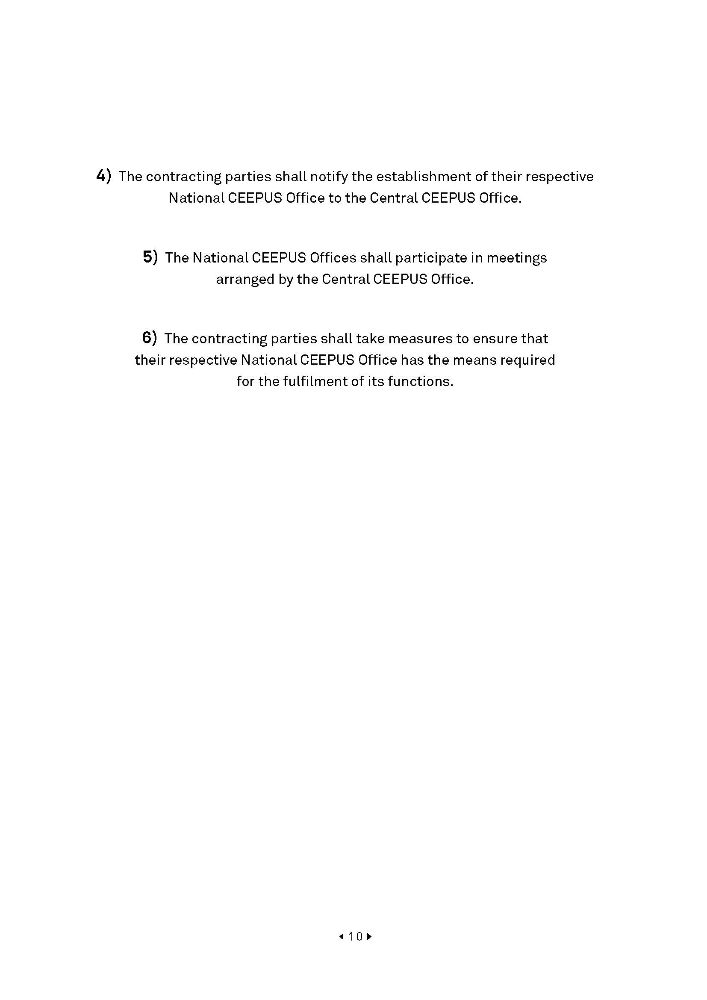 4) The contracting parties shall notify the establishment of their respective
National CEEPUS Office to the Central CEEPUS Office.
5) The National CEEPUS Offices shall participate in meetings
arranged by the Central CEEPUS Office.
6) The contracting parties shall take measures to ensure that
their respective National CEEPUS Office has the means required
for the fulfilment of its functions.
◀ 10 ▶